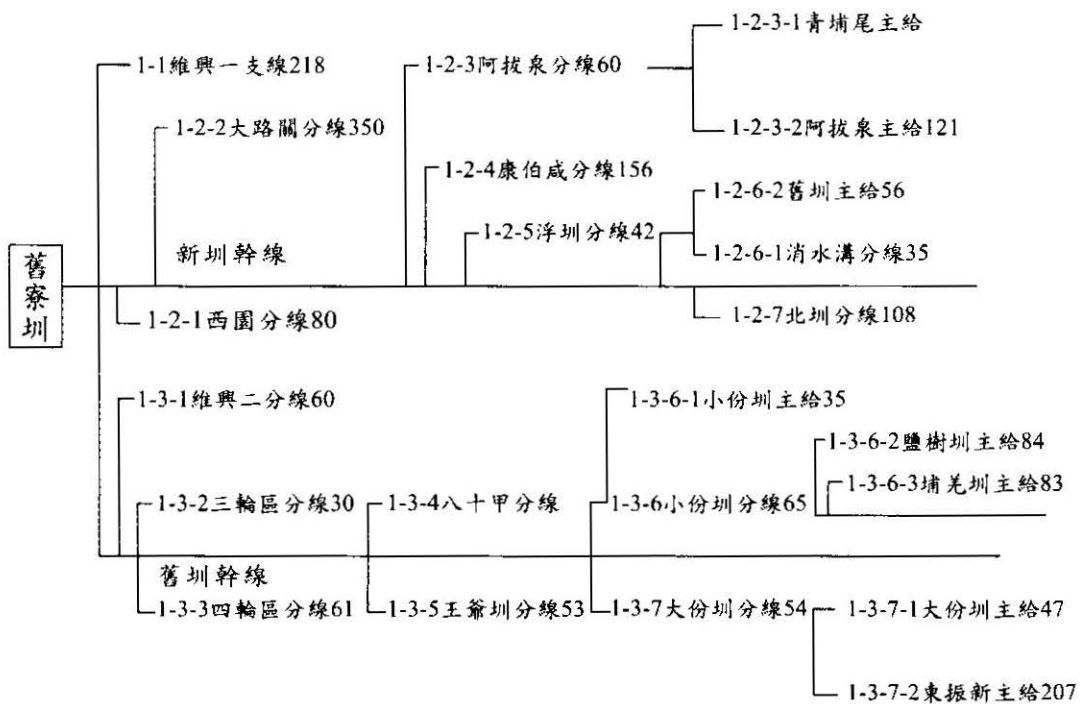 1-2-3-1青埔尾主給
1-1維興一支線218
1-2-3阿拔泉分線60
1-2-2大路關分線350
1-2-3-2阿拔泉主給121
1-2-4康伯咸分線156
1-2-6-2舊圳主給56
1-2-5浮圳分線42
新圳幹線
1-2-6-1消水溝分線35
舊寮圳
1-2-1西園分線80
1-2-7北圳分線108
1-3-1維興二分線60
1-3-6-1小份圳主給35
1-3-6-2鹽樹圳主給84
1-3-6-3埔羌圳主給83
1-3-2三輪區分線30
1-3-4八十甲分線
1-3-6小份圳分線65
舊圳幹線
1-3-3四輪區分線61
1-3-5王爺圳分線53
1-3-7大份圳分線54
1-3-7-1大份圳主給47
1-3-7-2東振新主給207